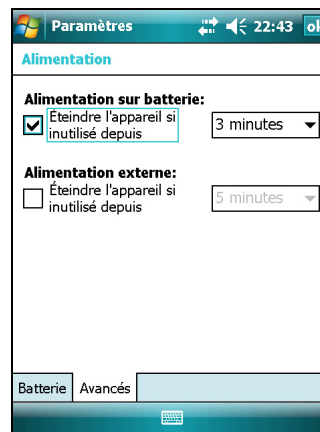 Paramètres 22:43 ok
Alimentation
Alimentation sur batterie:
Éteindre l'appareil si
inutilisé depuis
3 minutes
Alimentation externe:
Éteindre l'appareil si
inutilisé depuis
5 minutes
Batterie Avancés